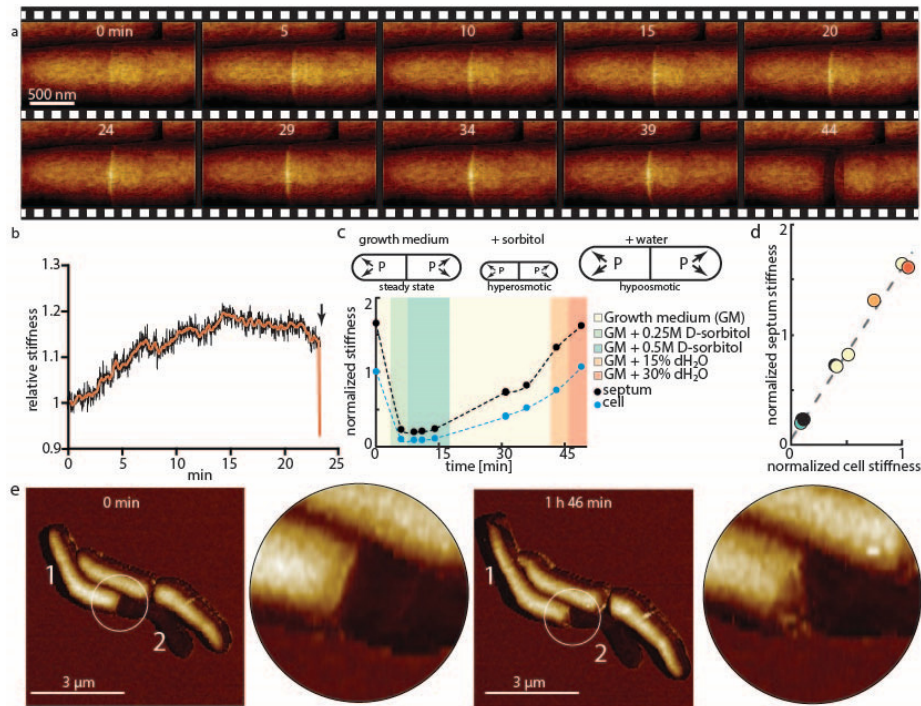 a
0 min
5
10
15
20
500 nm
24
29
34
39
44
b
1.3
1.2
1.1
1
0.9
relative stiffness
0
5
10
15
20
25
min
c
growth medium
+ sorbitol
+ water
P
P
P
P
P
P
steady state
hyperosmotic
hypoosmotic
2
1
0
normalized stiffness
0
15
30
45
time [min]
Growth medium (GM)
GM + 0.25M D-sorbitol
GM + 0.5M D-sorbitol
GM + 15% dH₂O
GM + 30% dH₂O
septum
cell
d
2
1
0
normalized septum stiffness
0
1
normalized cell stiffness
e
0 min
1
2
3 µm
1 h 46 min
1
2
3 µm